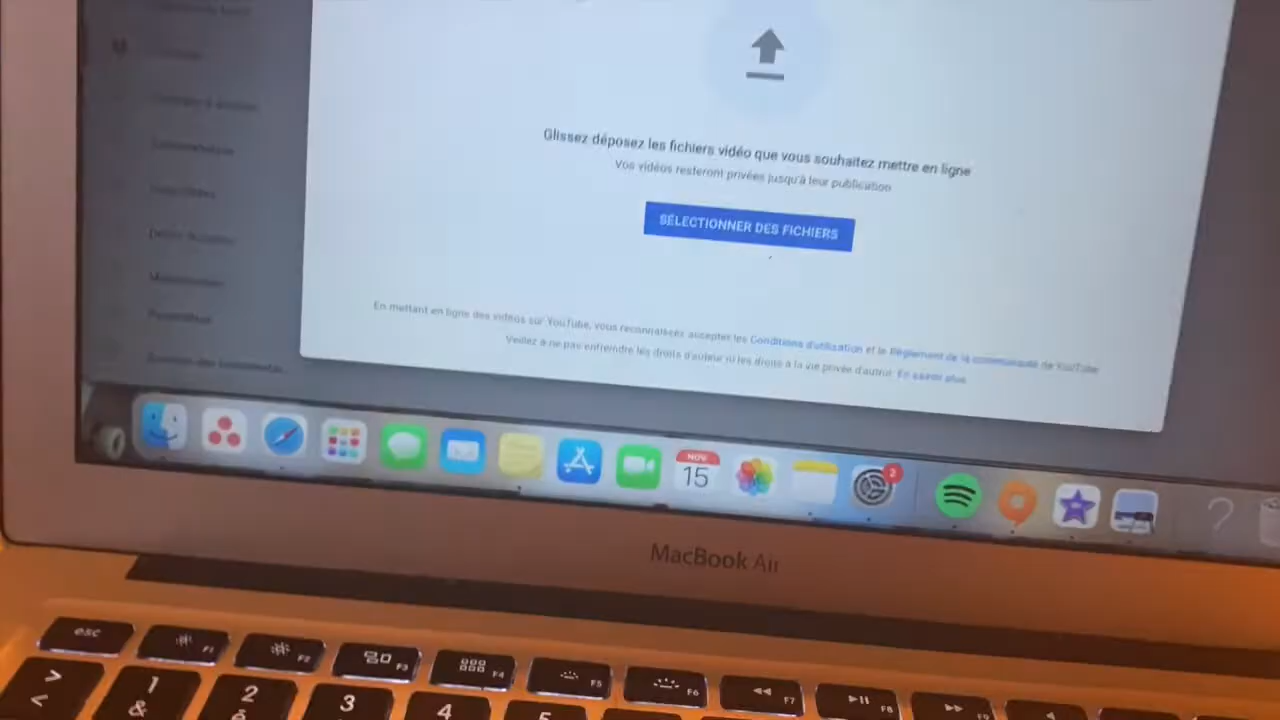 Glissez déposez les fichiers vidéo que vous souhaitez mettre en ligne
Vos vidéos resteront privées jusqu'à leur publication
SÉLECTIONNER DES FICHIERS
En mettant en ligne des vidéos sur YouTube, vous reconnaissez accepter les Conditions d'utilisation et le Règlement de la communauté de YouTube
Veillez à ne pas enfreindre les droits d'auteur ni les droits à la vie privée d'autrui. En savoir plus
NOV
15
2
MacBook Air
esc
F1
F2
F3
F4
F5
F6
F7
F8
F9
>
<
1
&
2
3
4
5